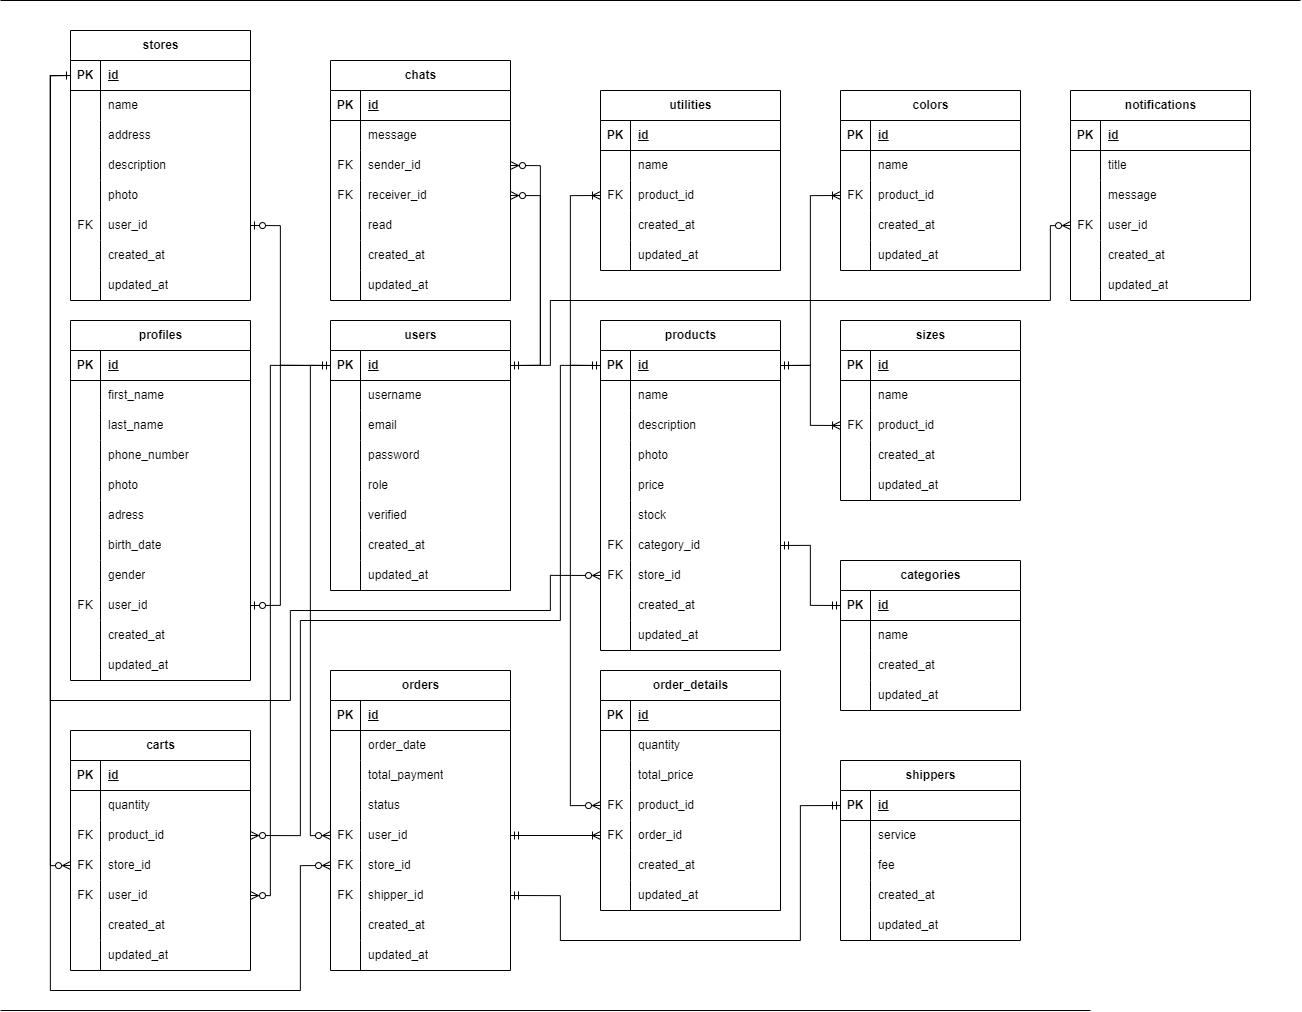 stores
PK id
name
address
description
photo
FK user_id
created_at
updated_at
chats
PK id
message
FK sender_id
FK receiver_id
read
created_at
updated_at
utilities
PK id
name
FK product_id
created_at
updated_at
colors
PK id
name
FK product_id
created_at
updated_at
notifications
PK id
title
message
FK user_id
created_at
updated_at
profiles
PK id
first_name
last_name
phone_number
photo
adress
birth_date
gender
FK user_id
created_at
updated_at
users
PK id
username
email
password
role
verified
created_at
updated_at
products
PK id
name
description
photo
price
stock
FK category_id
FK store_id
created_at
updated_at
sizes
PK id
name
FK product_id
created_at
updated_at
categories
PK id
name
created_at
updated_at
carts
PK id
quantity
FK product_id
FK store_id
FK user_id
created_at
updated_at
orders
PK id
order_date
total_payment
status
FK user_id
FK store_id
FK shipper_id
created_at
updated_at
order_details
PK id
quantity
total_price
FK product_id
FK order_id
created_at
updated_at
shippers
PK id
service
fee
created_at
updated_at